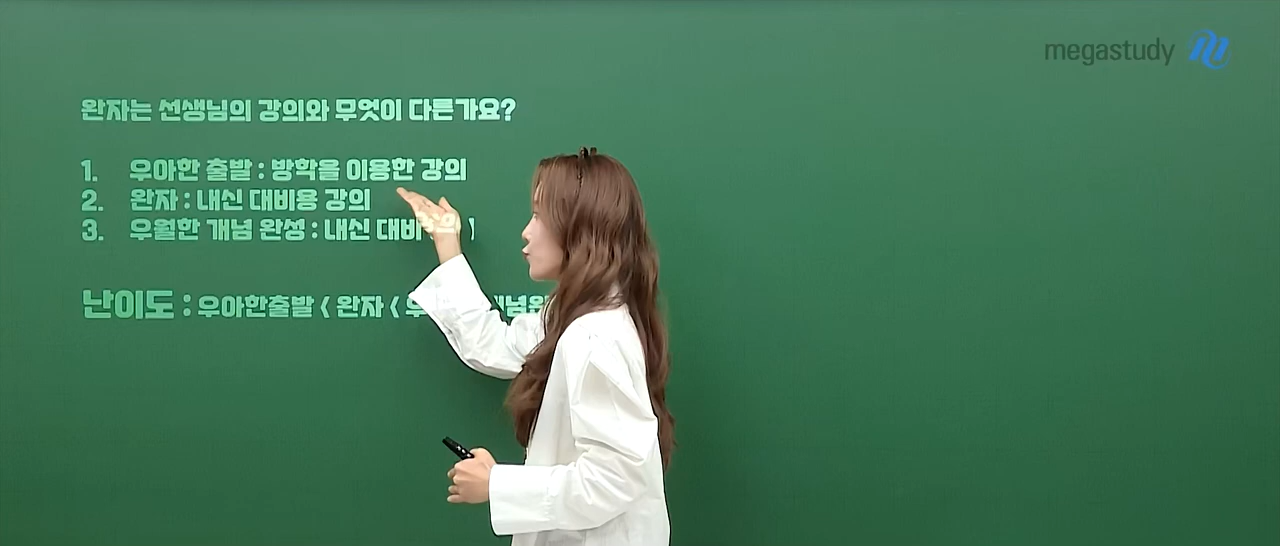 megastudy
완자는 선생님의 강의와 무엇이 다른가요?
1. 우아한 출발 : 방학을 이용한 강의
2. 완자 : 내신 대비용 강의
3. 우월한 개념 완성 : 내신 대비
난이도 : 우아한출발 < 완자 <